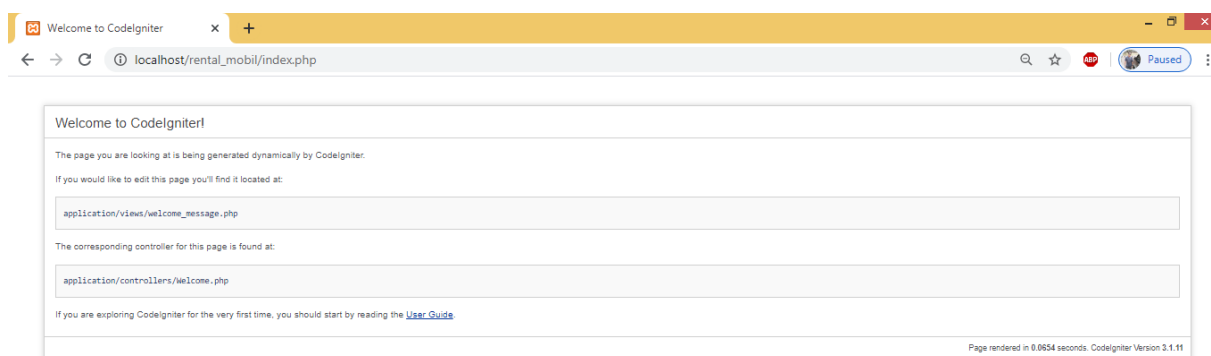 Welcome to CodeIgniter
localhost/rental_mobil/index.php
ABP
Paused
Welcome to CodeIgniter!
The page you are looking at is being generated dynamically by CodeIgniter.
If you would like to edit this page you'll find it located at:
application/views/welcome_message.php
The corresponding controller for this page is found at:
application/controllers/Welcome.php
If you are exploring CodeIgniter for the very first time, you should start by reading the User Guide.
Page rendered in 0.0654 seconds. CodeIgniter Version 3.1.11